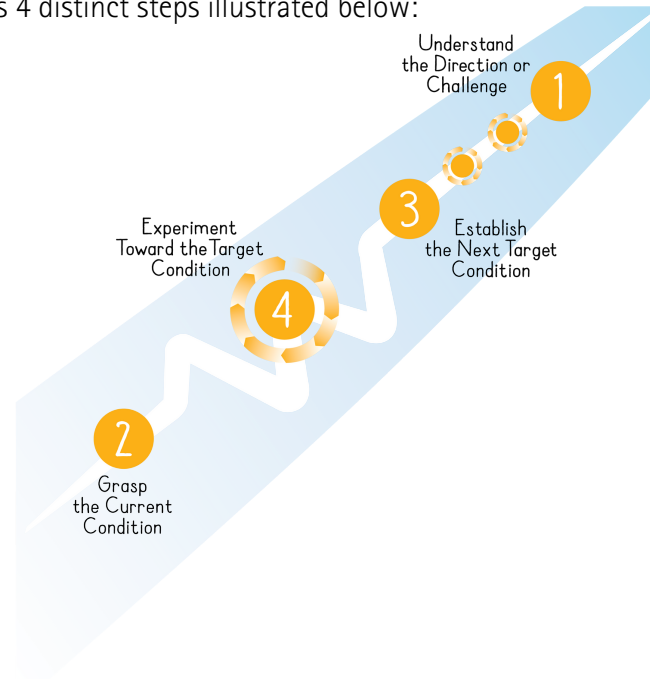 s 4 distinct steps illustrated below:
Understand
the Direction or
Challenge
1
3
Establish
the Next Target
Condition
Experiment
Toward the Target
Condition
4
2
Grasp
the Current
Condition